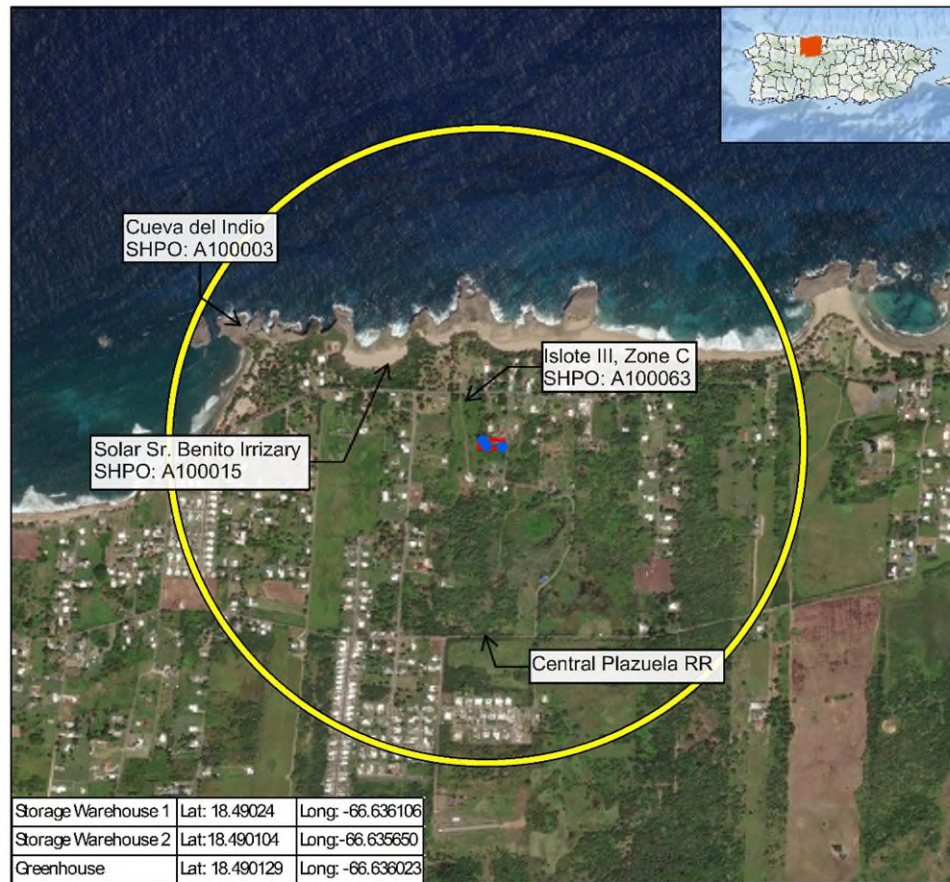 Cueva del Indio
SHPO: A100003
Islote III, Zone C
SHPO: A100063
Solar Sr. Benito Irrizary
SHPO: A100015
Central Plazuela RR
Storage Warehouse 1 Lat: 18.49024 Long: -66.636106
Storage Warehouse 2 Lat:18.490104 Long:-66.635650
Greenhouse Lat: 18.490129 Long: -66.636023